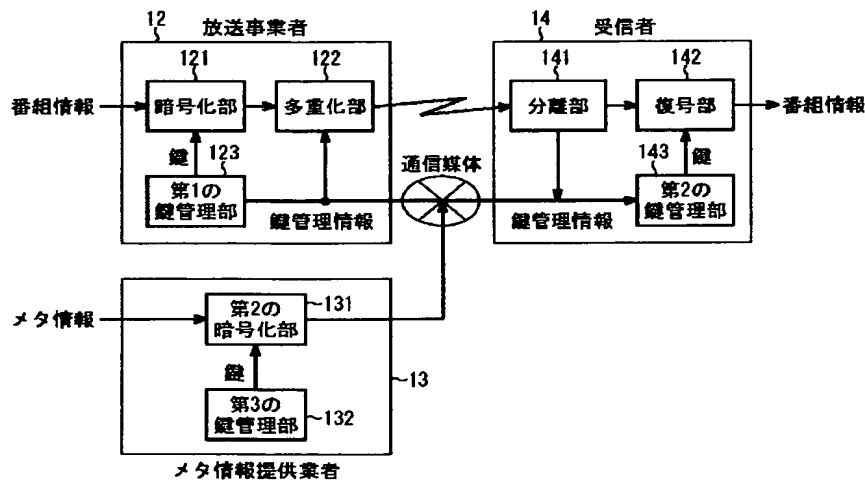 12
放送事業者
121
122
番組情報
暗号化部
多重化部
鍵
123
第1の
鍵管理部
鍵管理情報
通信媒体
14
受信者
141
142
分離部
復号部
番組情報
143
鍵
第2の
鍵管理部
鍵管理情報
メタ情報
第2の
暗号化部
131
鍵
第3の
鍵管理部
132
13
メタ情報提供業者